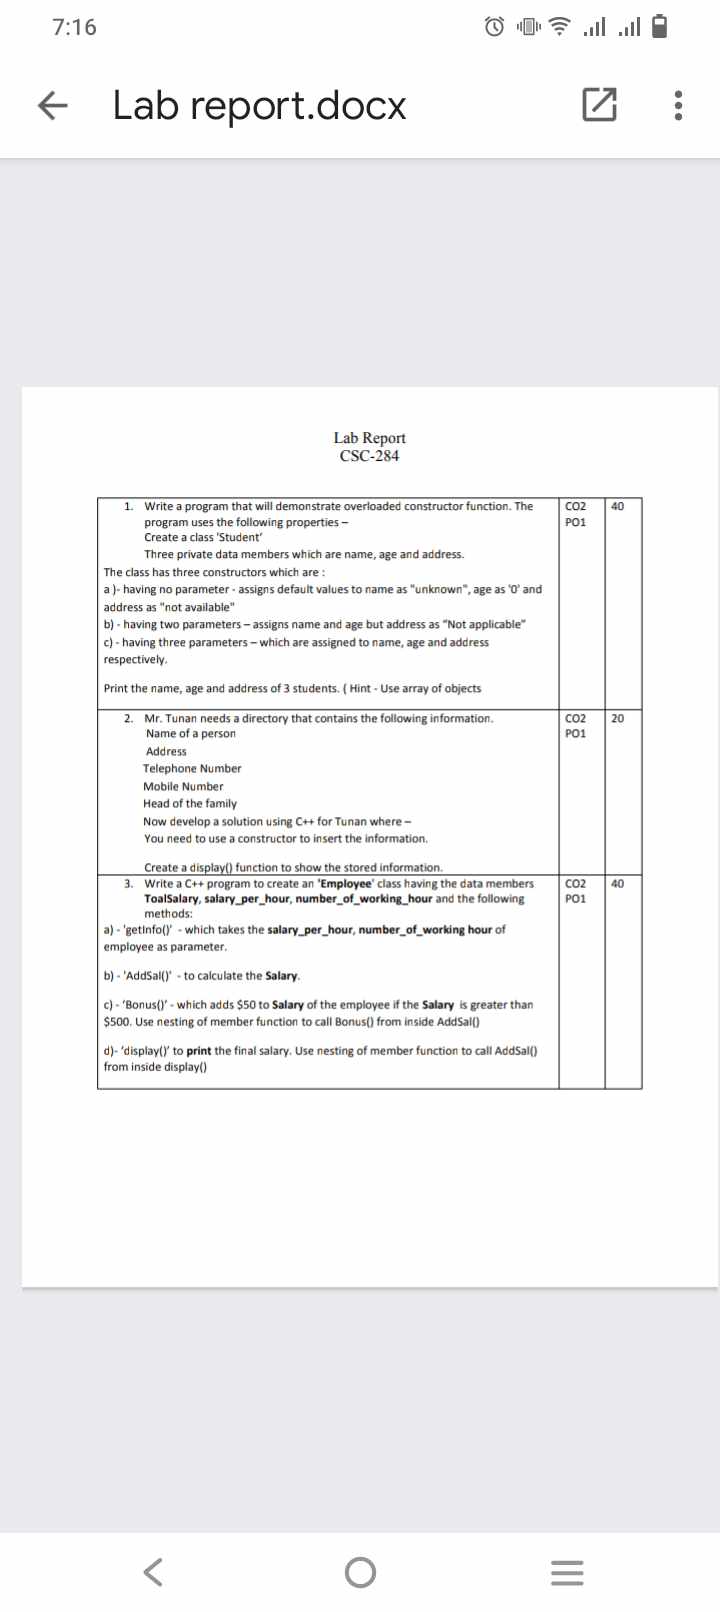 7:16
Lab report.docx
Lab Report
CSC-284
1. Write a program that will demonstrate overloaded constructor function. The
program uses the following properties –
Create a class 'Student'
Three private data members which are name, age and address.
The class has three constructors which are :
a )- having no parameter - assigns default values to name as "unknown", age as '0' and
address as "not available"
b) - having two parameters – assigns name and age but address as “Not applicable”
c) - having three parameters – which are assigned to name, age and address
respectively.
Print the name, age and address of 3 students. ( Hint - Use array of objects
CO2
PO1
40
2. Mr. Tunan needs a directory that contains the following information.
Name of a person
Address
Telephone Number
Mobile Number
Head of the family
Now develop a solution using C++ for Tunan where –
You need to use a constructor to insert the information.
Create a display() function to show the stored information.
CO2
PO1
20
3. Write a C++ program to create an 'Employee' class having the data members
ToalSalary, salary_per_hour, number_of_working_hour and the following
methods:
a) - 'getInfo()' - which takes the salary_per_hour, number_of_working hour of
employee as parameter.
b) - 'AddSal()' - to calculate the Salary.
c) - ‘Bonus()’ - which adds $50 to Salary of the employee if the Salary is greater than
$500. Use nesting of member function to call Bonus() from inside AddSal()
d)- ‘display()’ to print the final salary. Use nesting of member function to call AddSal()
from inside display()
CO2
PO1
40